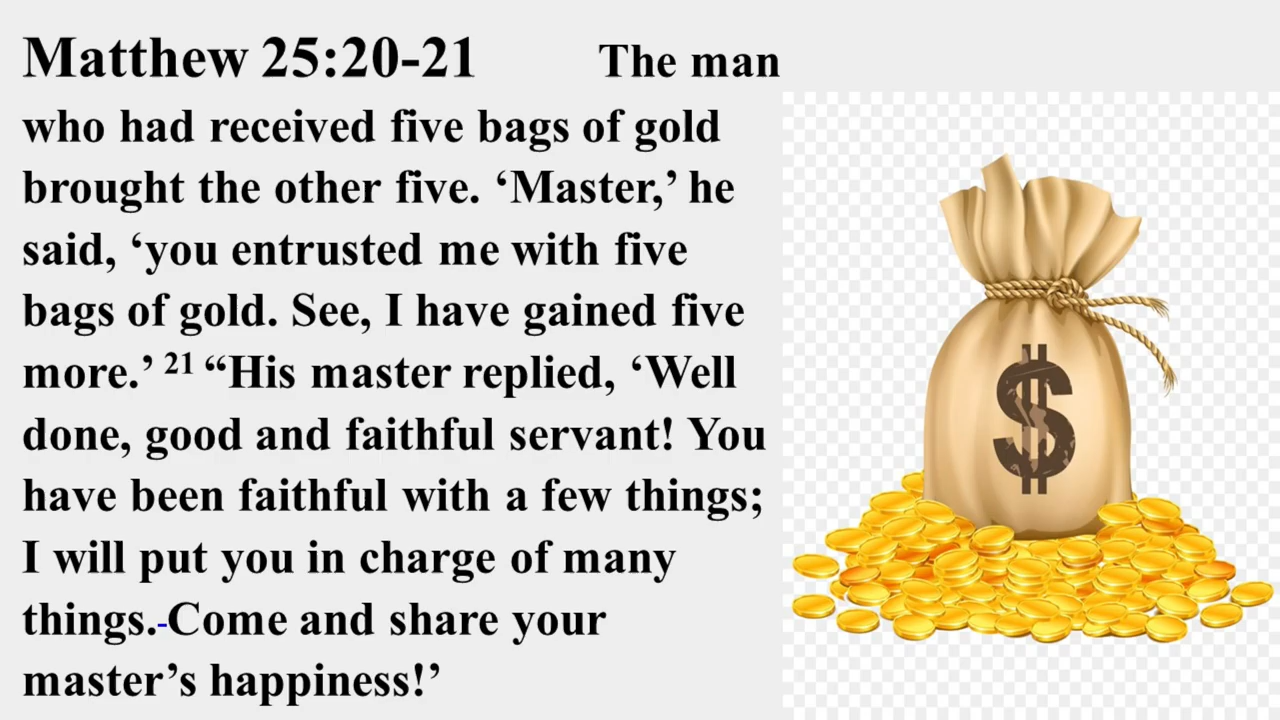 Matthew 25:20-21 The man
who had received five bags of gold
brought the other five. ‘Master,’ he
said, ‘you entrusted me with five
bags of gold. See, I have gained five
more.’ 21 “His master replied, ‘Well
done, good and faithful servant! You
have been faithful with a few things;
I will put you in charge of many
things. Come and share your
master’s happiness!’
$